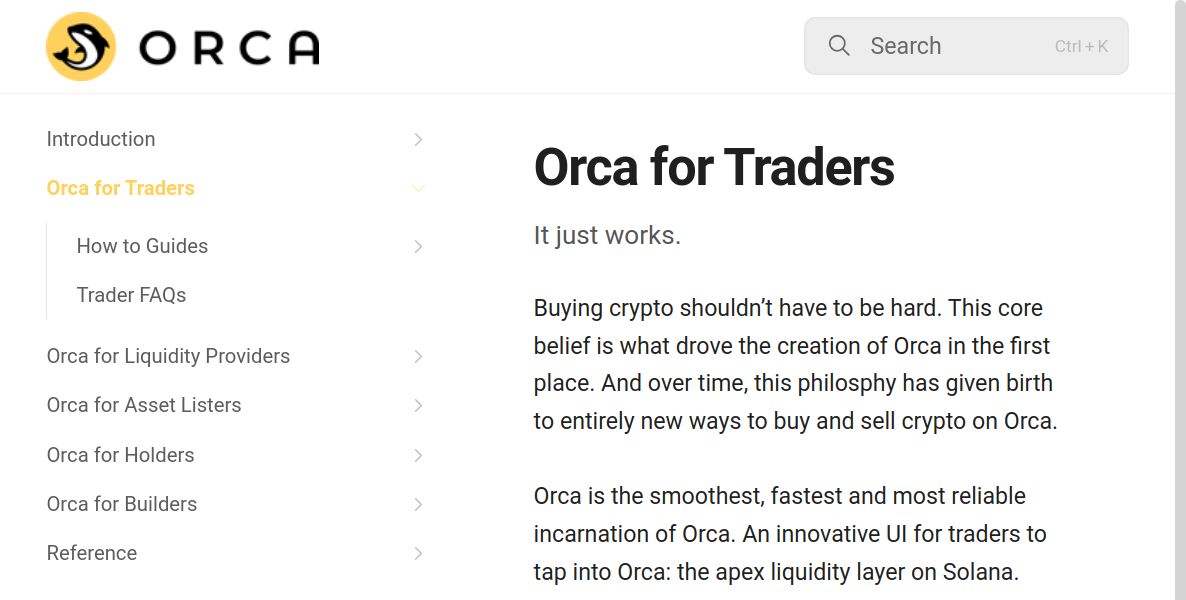 ORCA
Search
Ctrl + K
Introduction
Orca for Traders
How to Guides
Trader FAQs
Orca for Liquidity Providers
Orca for Asset Listers
Orca for Holders
Orca for Builders
Reference
Orca for Traders
It just works.
Buying crypto shouldn’t have to be hard. This core
belief is what drove the creation of Orca in the first
place. And over time, this philosphy has given birth
to entirely new ways to buy and sell crypto on Orca.
Orca is the smoothest, fastest and most reliable
incarnation of Orca. An innovative UI for traders to
tap into Orca: the apex liquidity layer on Solana.